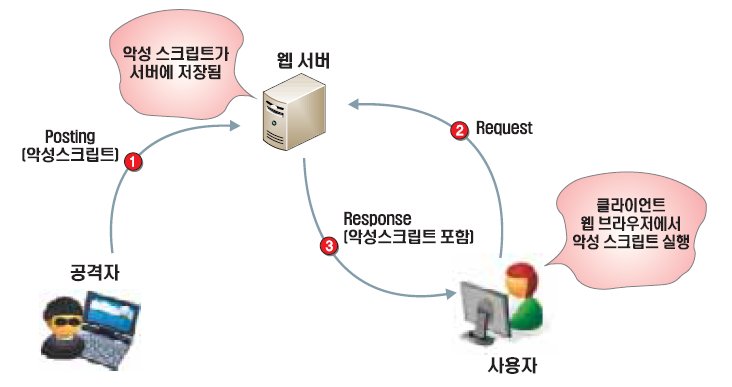 악성 스크립트가
서버에 저장됨
웹 서버
Posting
(악성스크립트)
1
2
Request
클라이언트
웹 브라우저에서
악성 스크립트 실행
Response
(악성스크립트 포함)
3
공격자
사용자